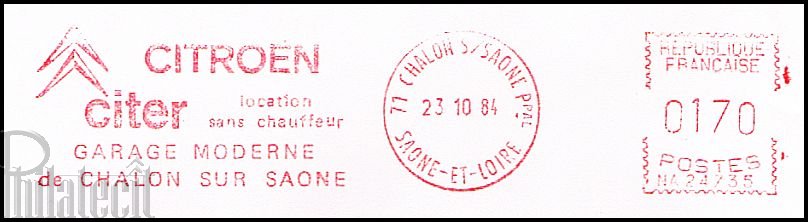 CITROËN
citer location
sans chauffeur
GARAGE MODERNE
de CHALON SUR SAONE
71 CHALON S/SAONE PPAL
23 10 84
SAONE-ET-LOIRE
REPUBLIQUE
FRANCAISE
0170
POSTES
NA 24735
Philatecit